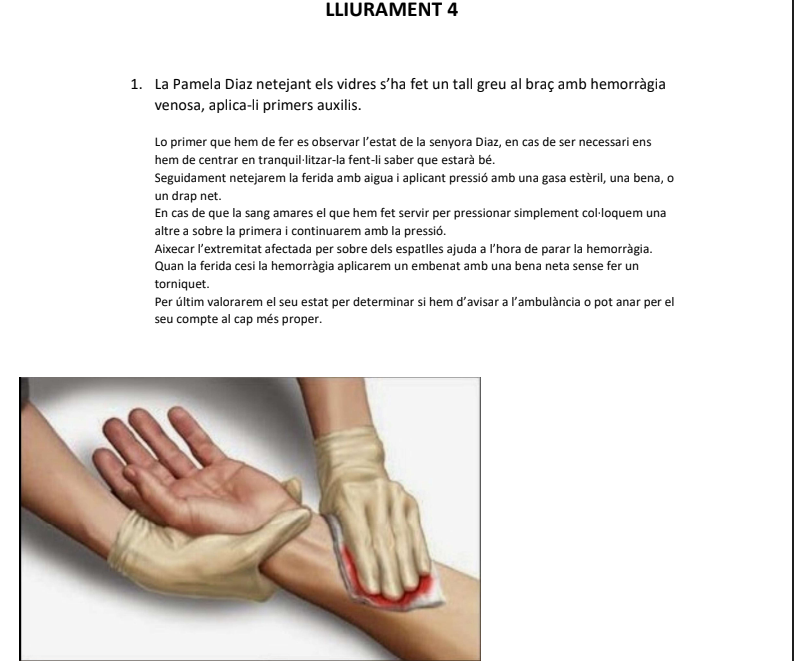 LLIURAMENT 4
1. La Pamela Diaz netejant els vidres s'ha fet un tall greu al braç amb hemorràgia
venosa, aplica-li primers auxilis.
Lo primer que hem de fer es observar l'estat de la senyora Diaz, en cas de ser necessari ens
hem de centrar en tranquil·litzar-la fent-li saber que estarà bé.
Seguidament netejarem la ferida amb aigua i aplicant pressió amb una gasa estèril, una bena, o
un drap net.
En cas de que la sang amares el que hem fet servir per pressionar simplement col·loquem una
altre a sobre la primera i continuarem amb la pressió.
Aixecar l'extremitat afectada per sobre dels espatlles ajuda a l'hora de parar la hemorràgia.
Quan la ferida cesi la hemorràgia aplicarem un embenat amb una bena neta sense fer un
torniquet.
Per últim valorarem el seu estat per determinar si hem d'avisar a l'ambulància o pot anar per el
seu compte al cap més proper.